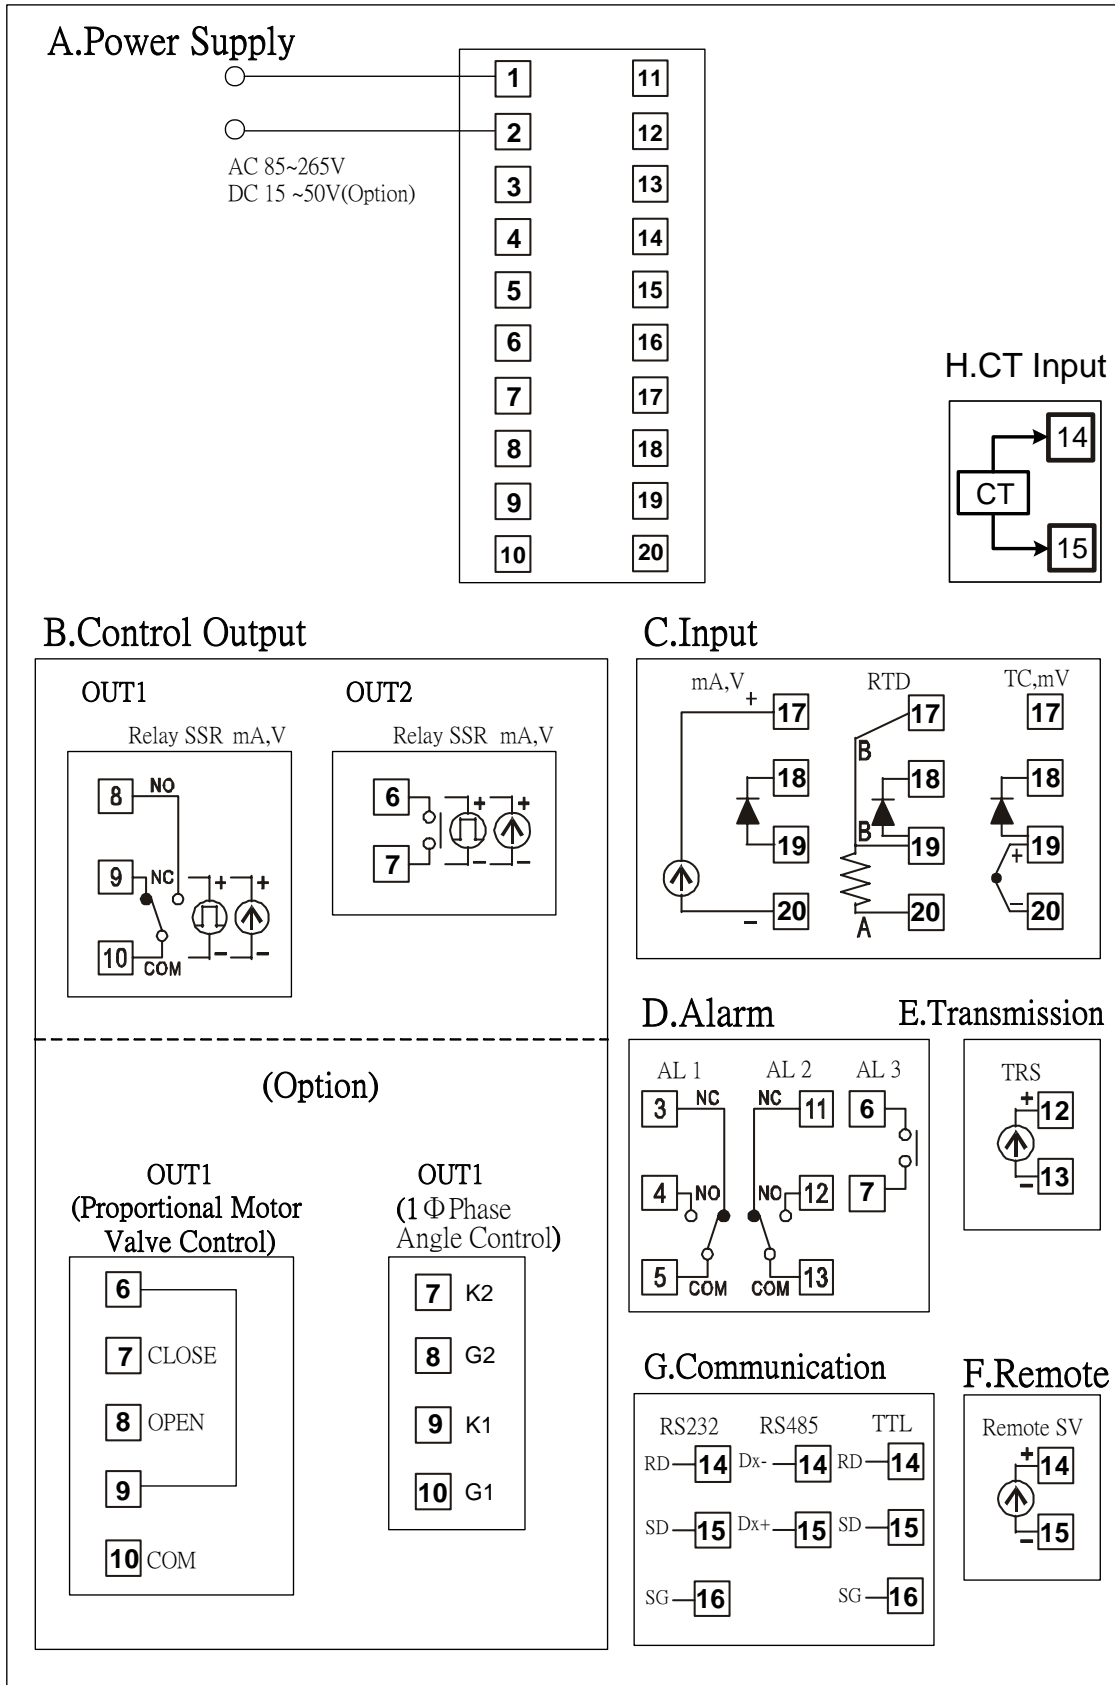 A.Power Supply
1 11
2 12
AC 85~265V
DC 15 ~50V(Option)
3 13
4 14
5 15
6 16
7 17
8 18
9 19
10 20
H.CT Input
14
CT
15
B.Control Output
OUT1
Relay SSR mA,V
8 NO
9 NC + +
10 COM - -
OUT2
Relay SSR mA,V
6 + +
7 - -
(Option)
OUT1
(Proportional Motor
Valve Control)
6
7 CLOSE
8 OPEN
9
10 COM
OUT1
(1 Φ Phase
Angle Control)
7 K2
8 G2
9 K1
10 G1
C.Input
mA,V
+ 17
18
19
- 20
RTD
17
B
18
B 19
A 20
TC,mV
17
18
+ 19
- 20
D.Alarm
AL 1
3 NC
4 NO
5 COM
AL 2
NC 11
NO 12
COM 13
AL 3
6
7
E.Transmission
TRS
+ 12
- 13
G.Communication
RS232
RD 14
SD 15
SG 16
RS485
Dx- 14
Dx+ 15
TTL
RD 14
SD 15
SG 16
F.Remote
Remote SV
+ 14
- 15